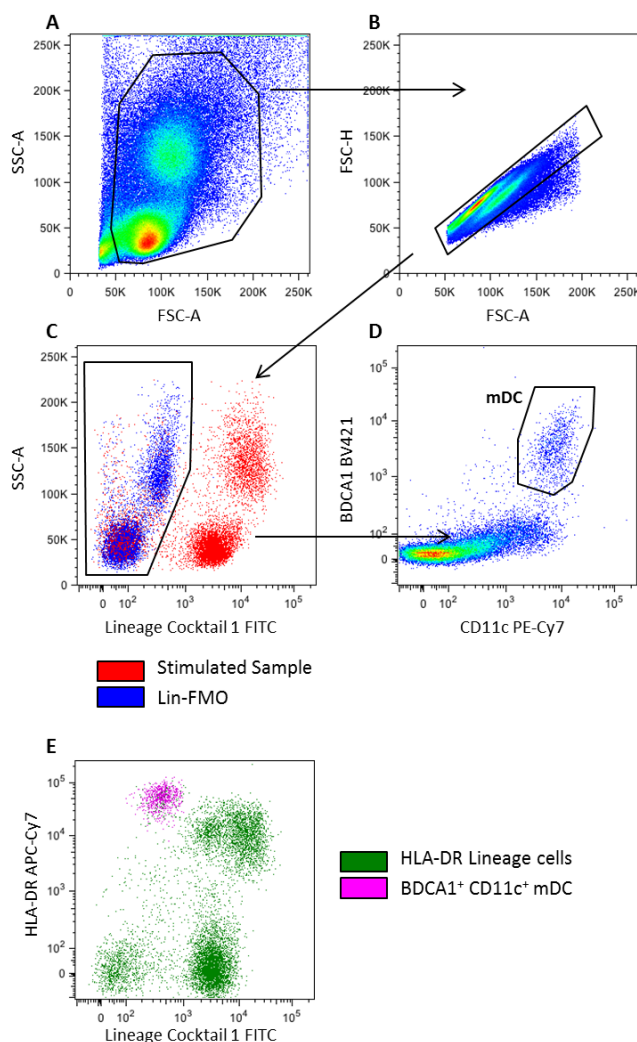 A
250K
200K
150K
100K
50K
0
SSC-A
0 50K 100K 150K 200K 250K
FSC-A
B
250K
200K
150K
100K
50K
0
FSC-H
0 50K 100K 150K 200K 250K
FSC-A
C
250K
200K
150K
100K
50K
0
SSC-A
0 10^2 10^3 10^4 10^5
Lineage Cocktail 1 FITC
D
mDC
10^5
10^4
10^3
10^2
0
BDCA1 BV421
0 10^2 10^3 10^4 10^5
CD11c PE-Cy7
Stimulated Sample
Lin-FMO
E
10^5
10^4
10^3
10^2
0
HLA-DR APC-Cy7
0 10^2 10^3 10^4 10^5
Lineage Cocktail 1 FITC
HLA-DR Lineage cells
BDCA1⁺ CD11c⁺ mDC